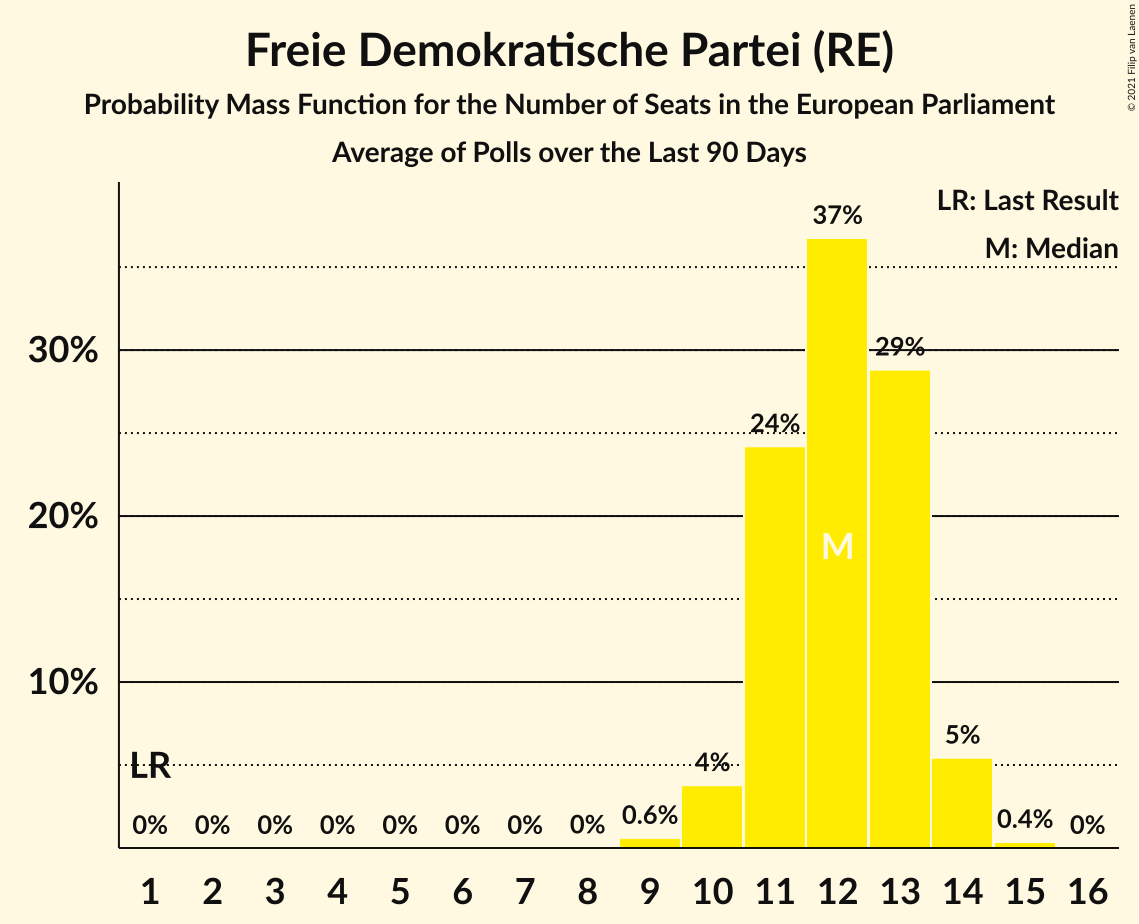 © 2021 Filip van Laenen
Freie Demokratische Partei (RE)
Probability Mass Function for the Number of Seats in the European Parliament
Average of Polls over the Last 90 Days
LR: Last Result
M: Median
37%
30%
29%
24%
20%
M
10%
LR
4%
5%
0%
0%
0%
0%
0%
0%
0%
0%
0.6%
0.4%
0%
1 2 3 4 5 6 7 8 9 10 11 12 13 14 15 16